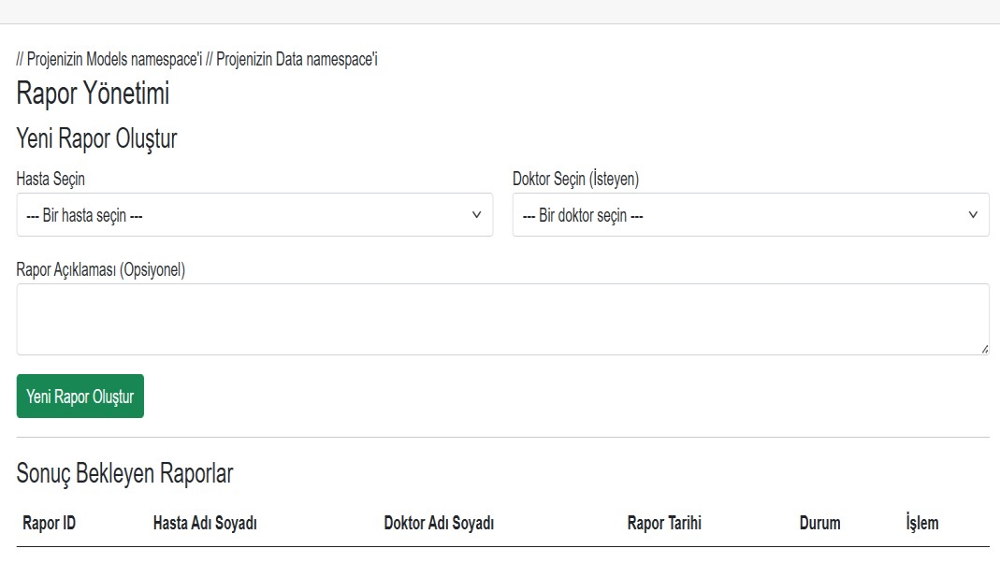 // Projenizin Models namespace'i // Projenizin Data namespace'i
Rapor Yönetimi
Yeni Rapor Oluştur
Hasta Seçin
Doktor Seçin (İsteyen)
--- Bir hasta seçin ---
--- Bir doktor seçin ---
Rapor Açıklaması (Opsiyonel)
Yeni Rapor Oluştur
Sonuç Bekleyen Raporlar
Rapor ID Hasta Adı Soyadı Doktor Adı Soyadı Rapor Tarihi Durum İşlem